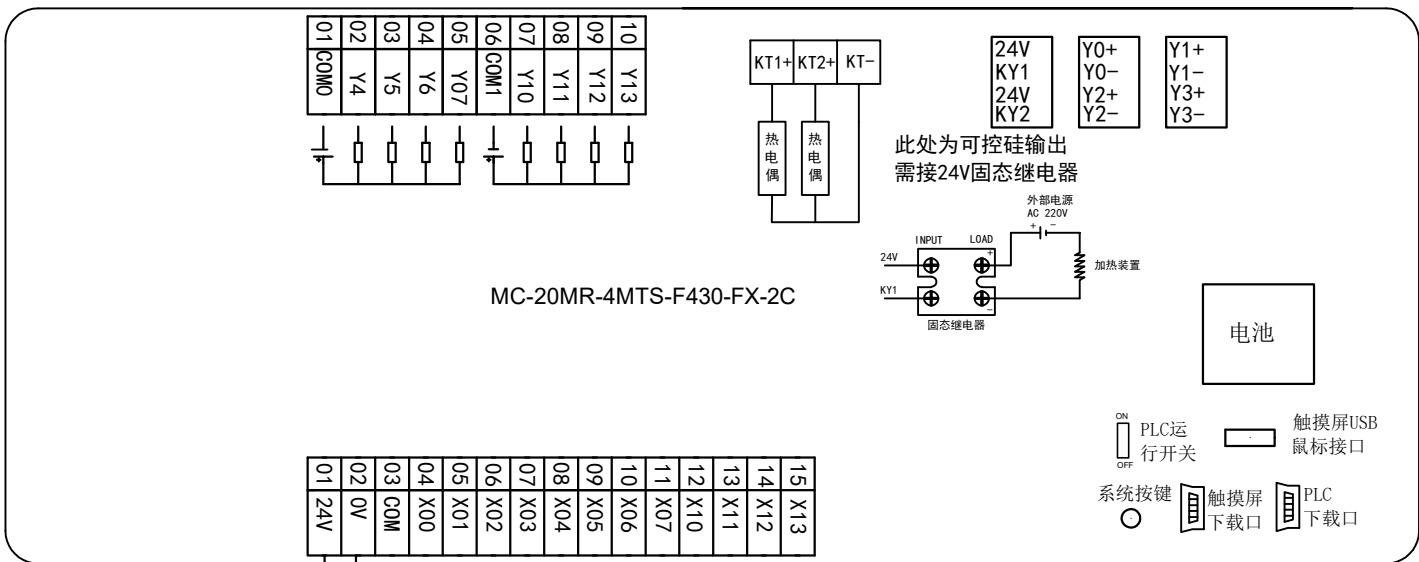 01 02 03 04 05 06 07 08 09 10
COM0 Y4 Y5 Y6 Y07 COM1 Y10 Y11 Y12 Y13
KT1+ KT2+ KT-
热电偶
热电偶
24V
KY1
24V
KY2
Y0+
Y0-
Y2+
Y2-
Y1+
Y1-
Y3+
Y3-
此处为可控硅输出
需接24V固态继电器
外部电源
AC 220V
+ -
INPUT LOAD
+
24V
KY1
-
加热装置
固态继电器
MC-20MR-4MTS-F430-FX-2C
电池
ON
OFF
PLC运
行开关
触摸屏USB
鼠标接口
系统按键
触摸屏
下载口
PLC
下载口
01 02 03 04 05 06 07 08 09 10 11 12 13 14 15
24V 0V COM X00 X01 X02 X03 X04 X05 X06 X07 X10 X11 X12 X13